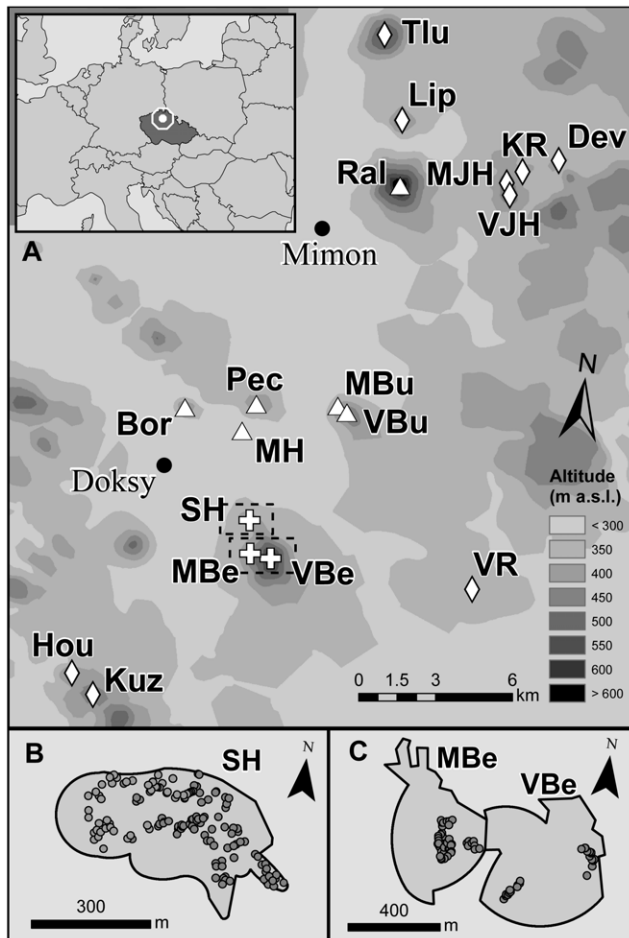 Tlu
Lip
Dev
KR
Ral
MJH
VJH
A
Mimon
N
Pec
MBu
Bor
VBu
MH
Doksy
Altitude
(m a.s.l.)
SH
< 300
350
MBe
VBe
VR
400
450
500
Hou
550
Kuz
600
0 1.5 3 6
> 600
km
B
SH
N
C
MBe
N
VBe
300
m
400
m